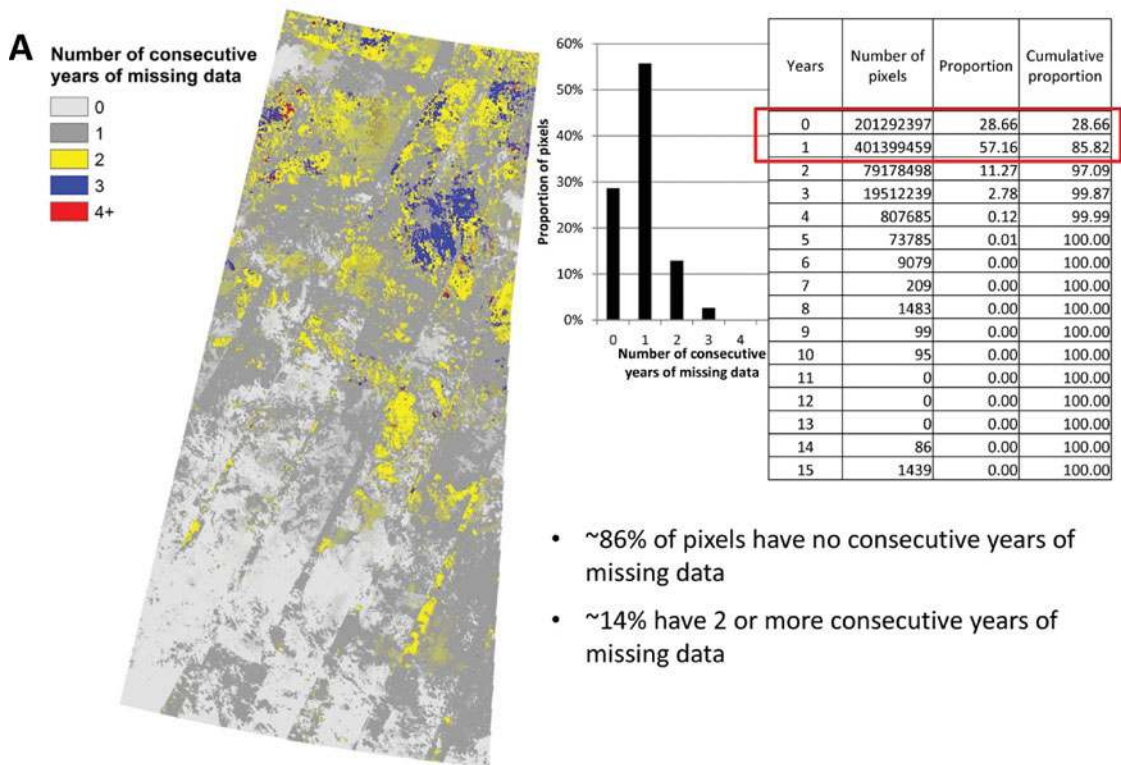 A
Number of consecutive
years of missing data
0
1
2
3
4+
60%
50%
40%
30%
20%
10%
0%
Proportion of pixels
0 1 2 3 4
Number of consecutive
years of missing data
Years Number of pixels Proportion Cumulative proportion
0 201292397 28.66 28.66
1 401399459 57.16 85.82
2 79178498 11.27 97.09
3 19512239 2.78 99.87
4 807685 0.12 99.99
5 73785 0.01 100.00
6 9079 0.00 100.00
7 209 0.00 100.00
8 1483 0.00 100.00
9 99 0.00 100.00
10 95 0.00 100.00
11 0 0.00 100.00
12 0 0.00 100.00
13 0 0.00 100.00
14 86 0.00 100.00
15 1439 0.00 100.00
• ~86% of pixels have no consecutive years of
missing data
• ~14% have 2 or more consecutive years of
missing data